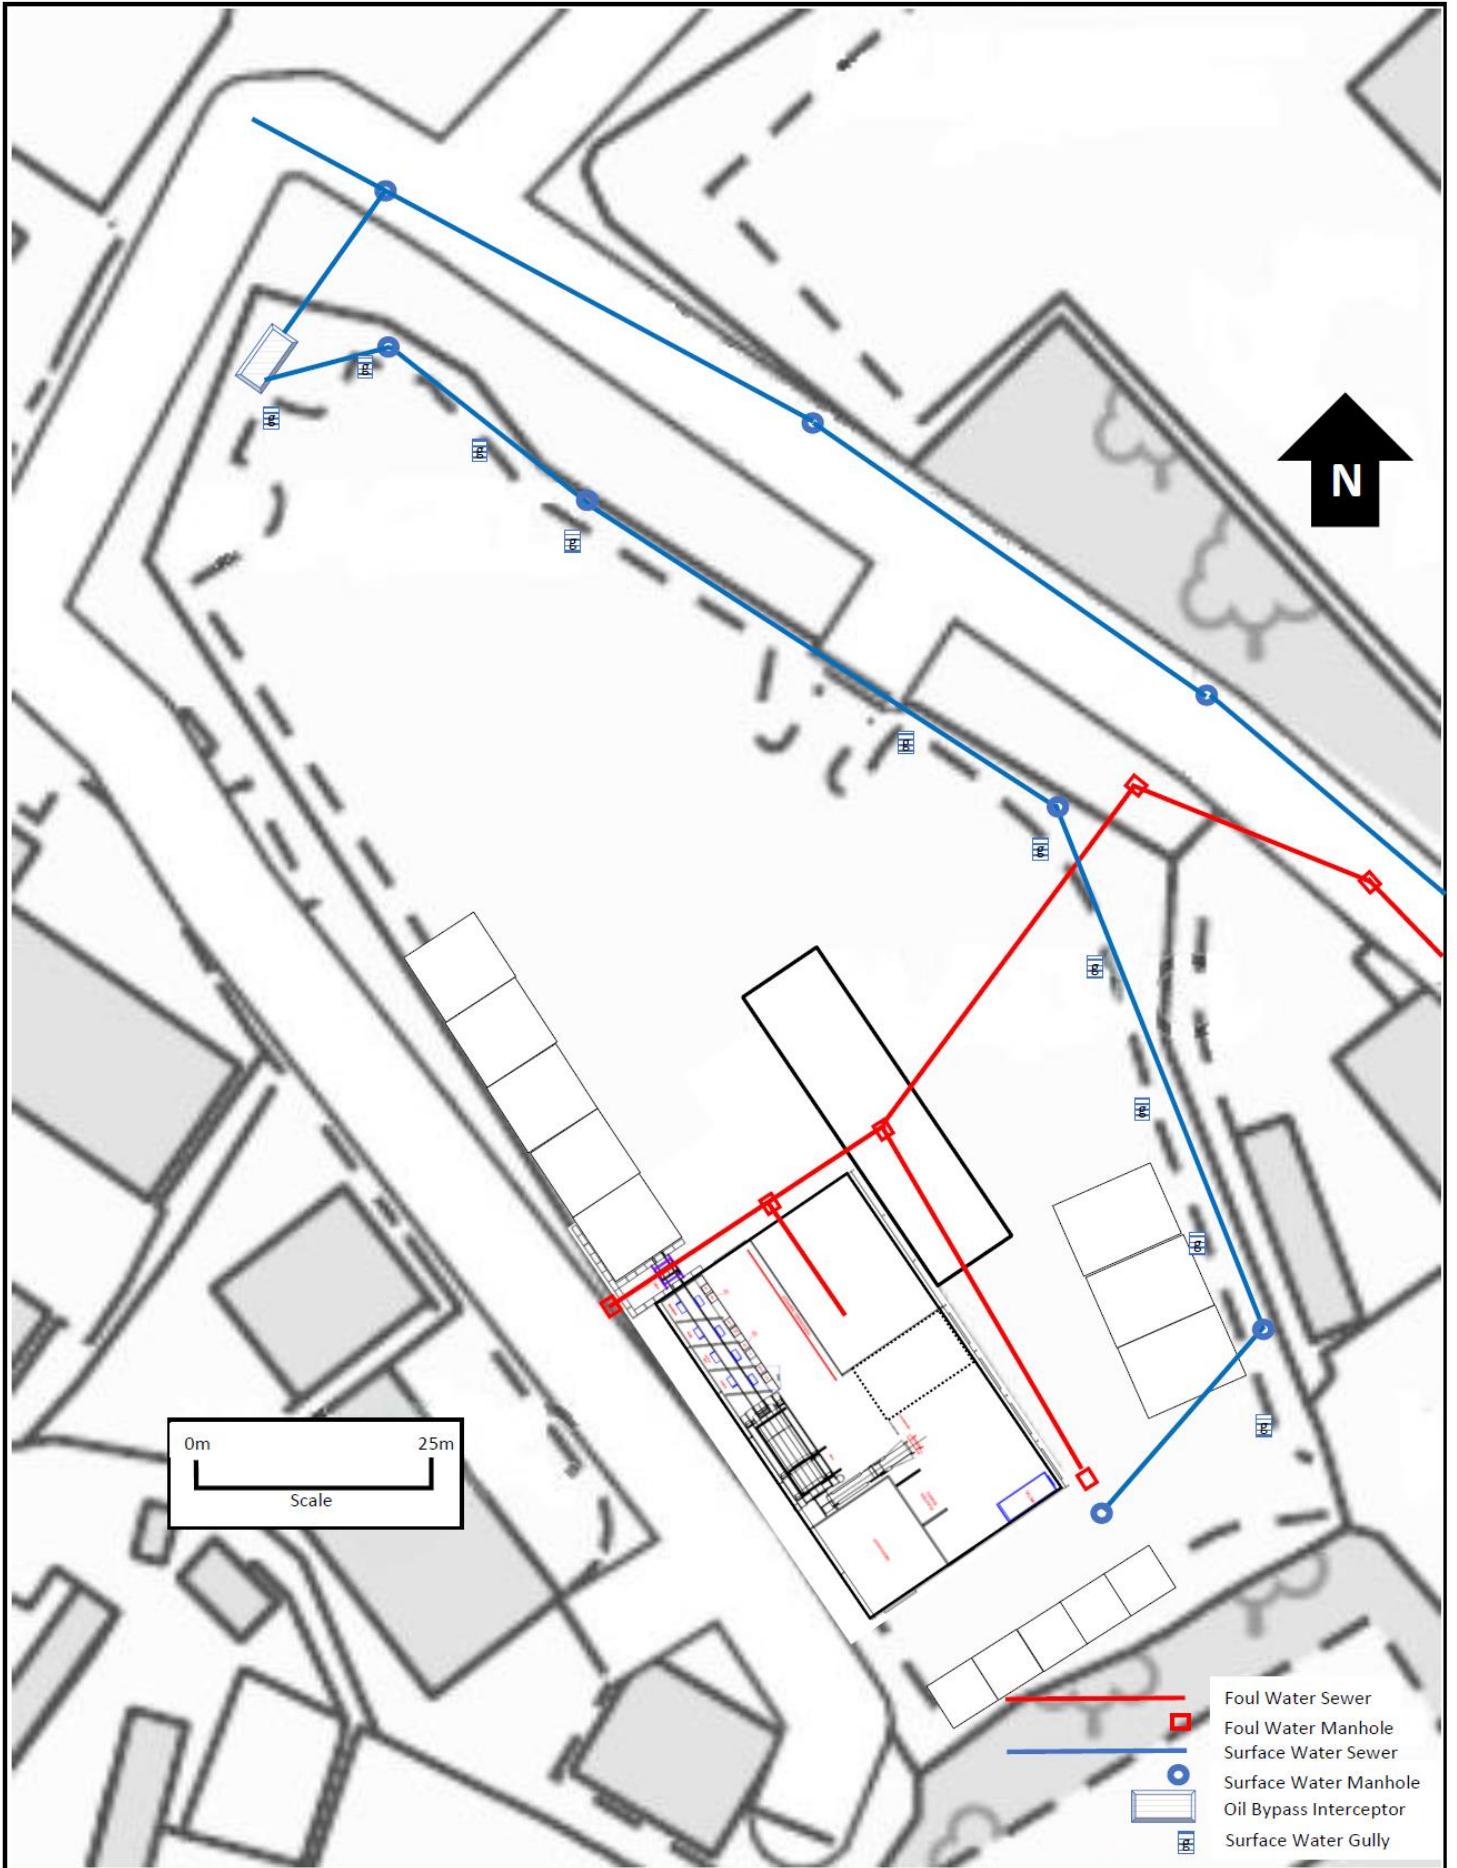 g
g
g
g
N
g
g
g
g
g
g
0m 25m
Scale
Foul Water Sewer
Foul Water Manhole
Surface Water Sewer
Surface Water Manhole
Oil Bypass Interceptor
g Surface Water Gully